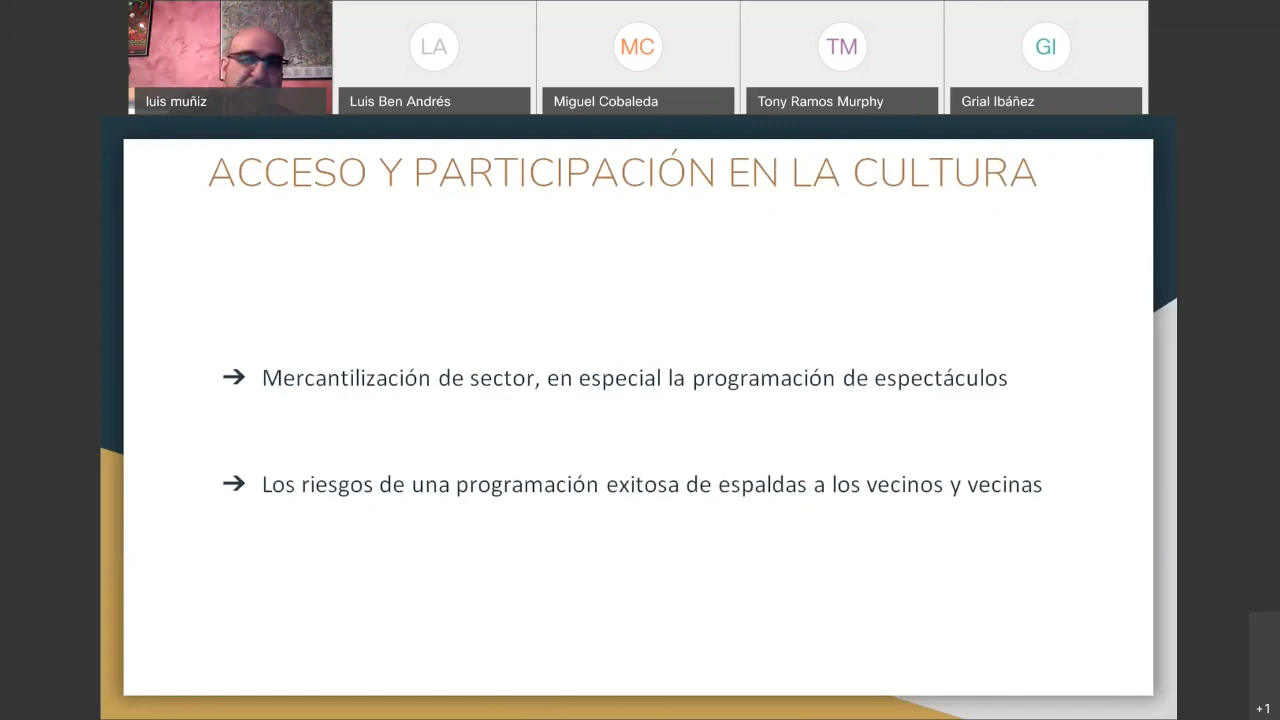 LA
MC
TM
GI
luis muñiz
Luis Ben Andrés
Miguel Cobaleda
Tony Ramos Murphy
Grial Ibáñez
ACCESO Y PARTICIPACIÓN EN LA CULTURA
➔ Mercantilización de sector, en especial la programación de espectáculos
➔ Los riesgos de una programación exitosa de espaldas a los vecinos y vecinas
+1